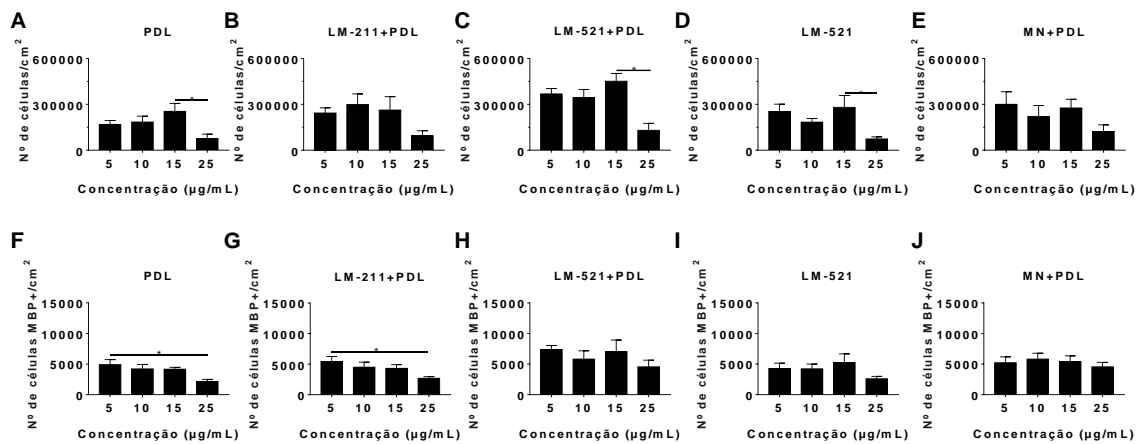 A B C D E
PDL LM-211+PDL LM-521+PDL LM-521 MN+PDL
Nº de células/cm² Nº de células/cm² Nº de células/cm² Nº de células/cm² Nº de células/cm²
600000 600000 600000 600000 600000
* * *
300000 300000 300000 300000 300000
0 0 0 0 0
5 10 15 25 5 10 15 25 5 10 15 25 5 10 15 25 5 10 15 25
Concentração (µg/mL) Concentração (µg/mL) Concentração (µg/mL) Concentração (µg/mL) Concentração (µg/mL)
F G H I J
PDL LM-211+PDL LM-521+PDL LM-521 MN+PDL
Nº de células MBP+/cm² Nº de células MBP+/cm² Nº de células MBP+/cm² Nº de células MBP+/cm² Nº de células MBP+/cm²
15000 15000 15000 15000 15000
10000 10000 10000 10000 10000
* *
5000 5000 5000 5000 5000
0 0 0 0 0
5 10 15 25 5 10 15 25 5 10 15 25 5 10 15 25 5 10 15 25
Concentração (µg/mL) Concentração (µg/mL) Concentração (µg/mL) Concentração (µg/mL) Concentração (µg/mL)